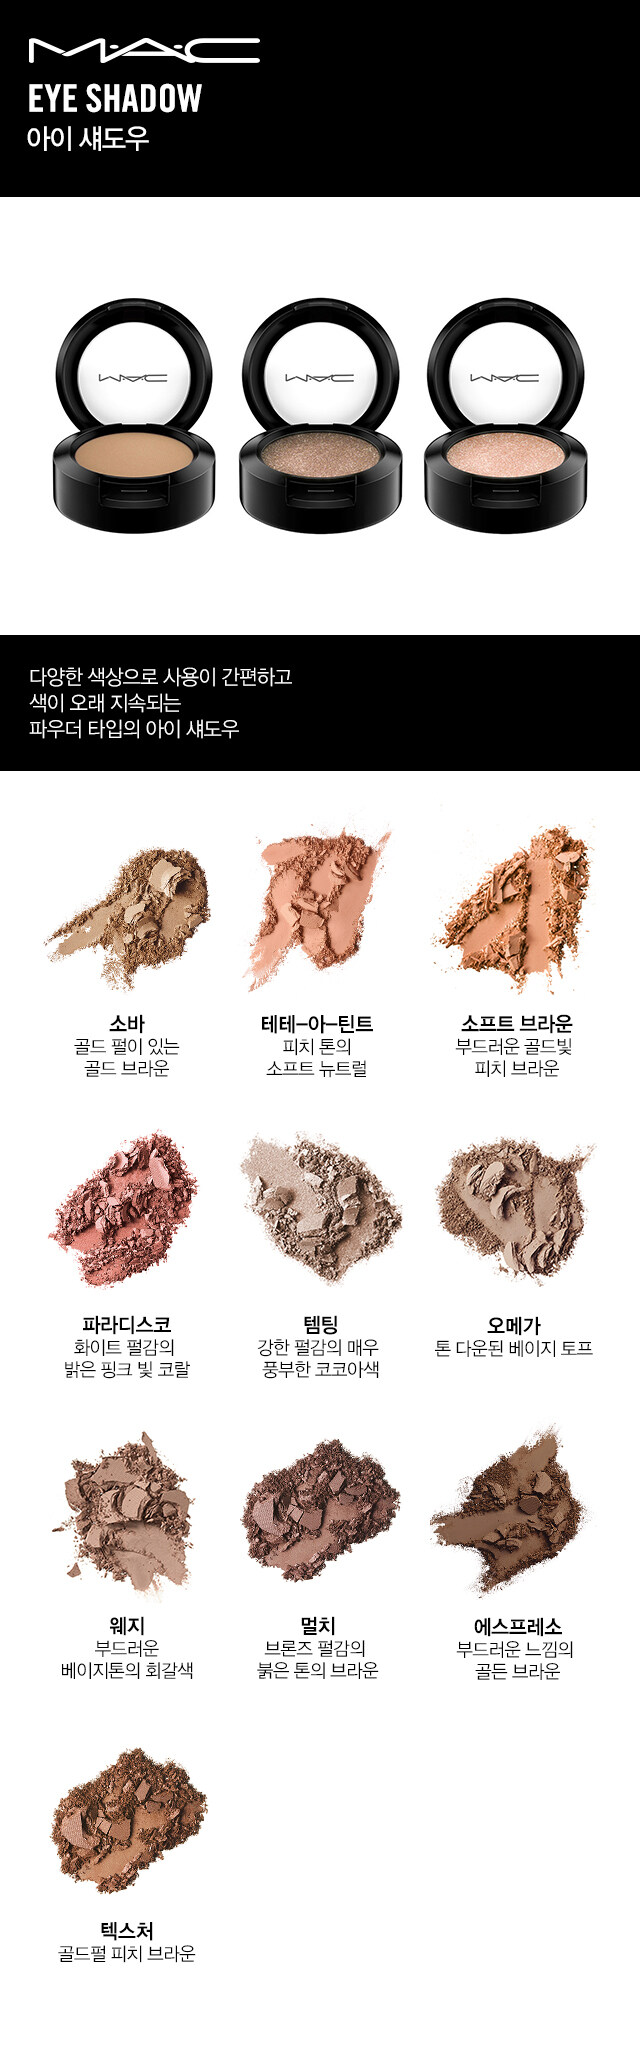 MAC
EYE SHADOW
아이 섀도우
MAC
MAC
MAC
다양한 색상으로 사용이 간편하고
색이 오래 지속되는
파우더 타입의 아이 섀도우
소바
골드 펄이 있는
골드 브라운
테테-아-틴트
피치 톤의
소프트 뉴트럴
소프트 브라운
부드러운 골드빛
피치 브라운
파라디스코
화이트 펄감의
밝은 핑크 빛 코랄
템팅
강한 펄감의 매우
풍부한 코코아색
오메가
톤 다운된 베이지 토프
웨지
부드러운
베이지톤의 회갈색
멀치
브론즈 펄감의
붉은 톤의 브라운
에스프레소
부드러운 느낌의
골든 브라운
텍스처
골드펄 피치 브라운